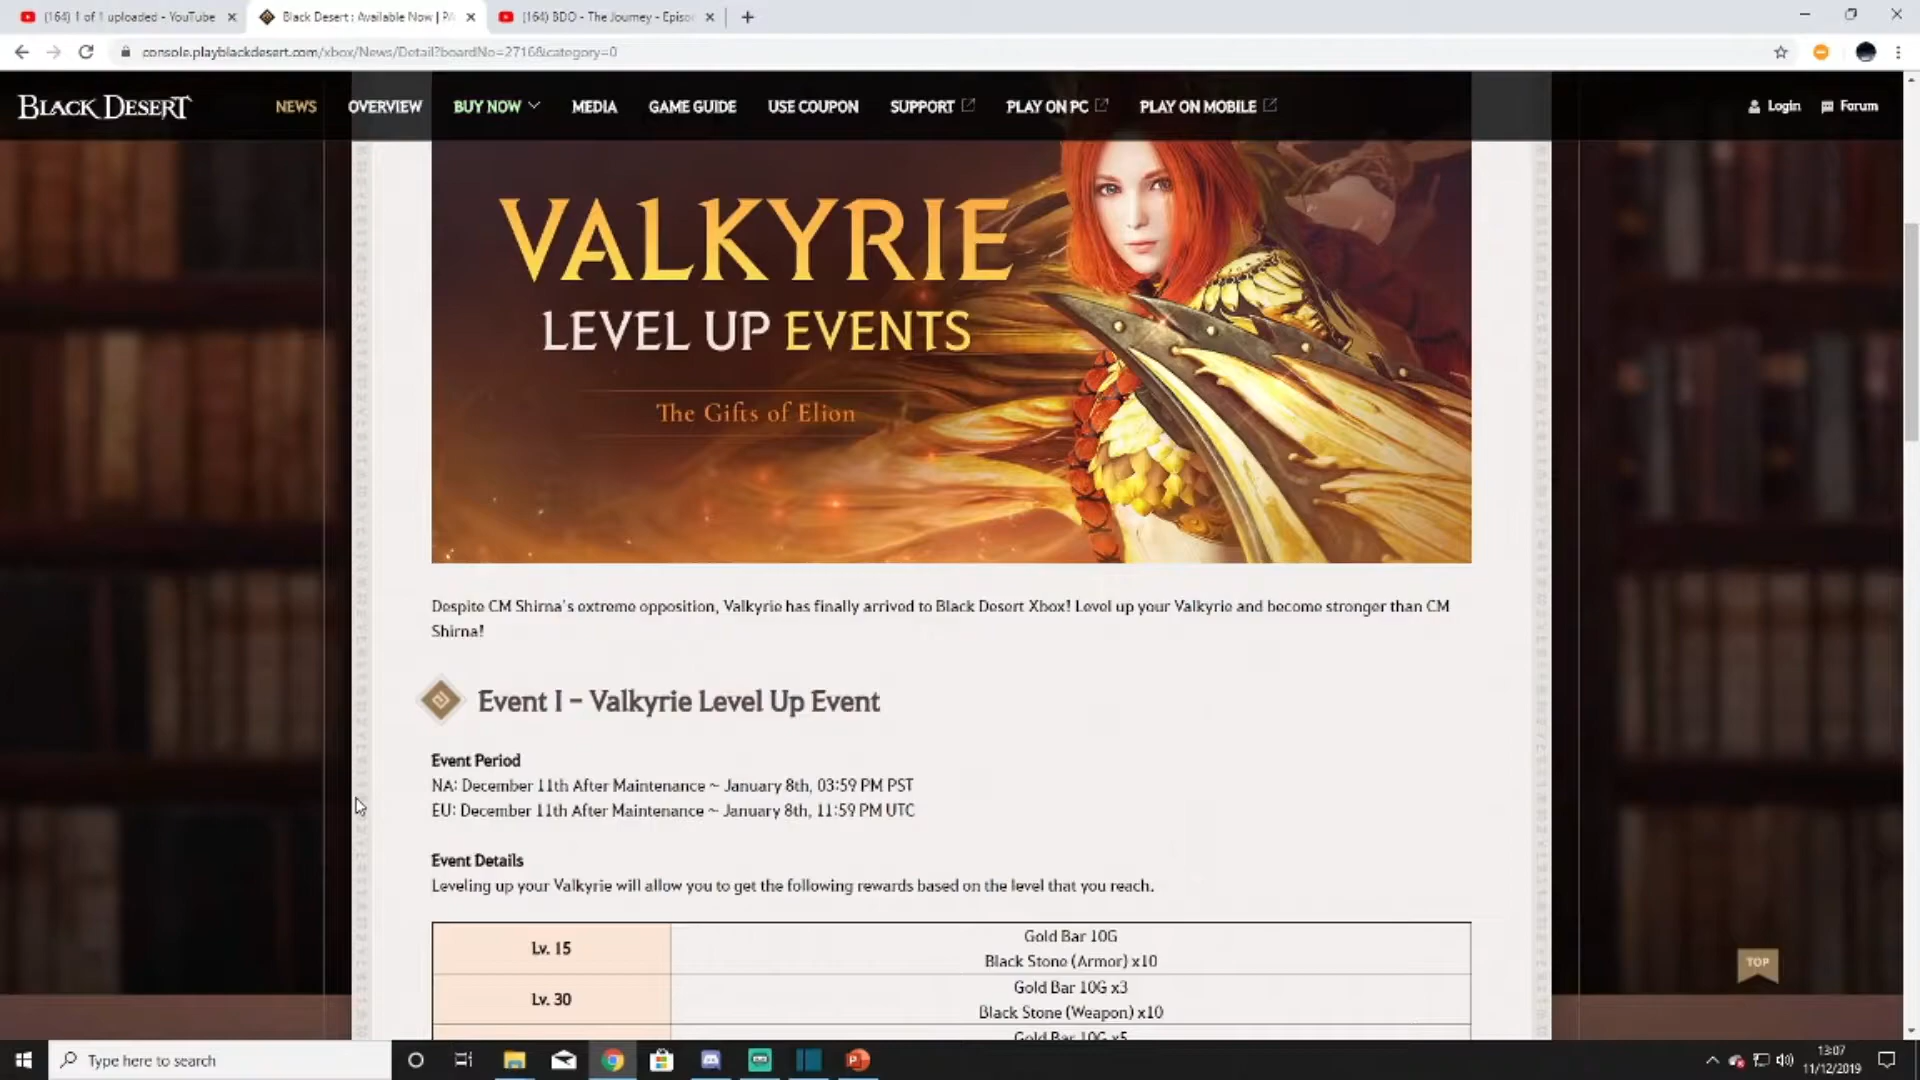 (164) 1 of 1 uploaded - YouTube
Black Desert : Available Now | PA
(164) BDO - The Journey - Episo
console.playblackdesert.com/xbox/News/Detail?boardNo=2716&category=0
BLACK DESERT
NEWS
OVERVIEW
BUY NOW
MEDIA
GAME GUIDE
USE COUPON
SUPPORT
PLAY ON PC
PLAY ON MOBILE
Login
Forum
VALKYRIE
LEVEL UP EVENTS
The Gifts of Elion
Despite CM Shirna's extreme opposition, Valkyrie has finally arrived to Black Desert Xbox! Level up your Valkyrie and become stronger than CM
Shirna!
Event I - Valkyrie Level Up Event
Event Period
NA: December 11th After Maintenance ~ January 8th, 03:59 PM PST
EU: December 11th After Maintenance ~ January 8th, 11:59 PM UTC
Event Details
Leveling up your Valkyrie will allow you to get the following rewards based on the level that you reach.
Lv. 15
Gold Bar 10G
Black Stone (Armor) x10
Lv. 30
Gold Bar 10G x3
Black Stone (Weapon) x10
Gold Bar 10G x5
TOP
Type here to search
13:07
11/12/2019